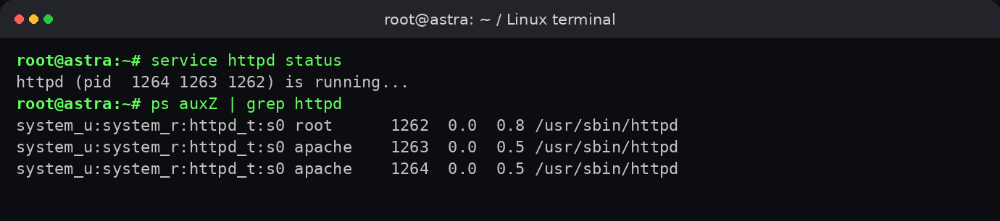 root@astra: ~ / Linux terminal
root@astra:~# service httpd status
httpd (pid  1264 1263 1262) is running...
root@astra:~# ps auxZ | grep httpd
system_u:system_r:httpd_t:s0 root      1262  0.0  0.8 /usr/sbin/httpd
system_u:system_r:httpd_t:s0 apache    1263  0.0  0.5 /usr/sbin/httpd
system_u:system_r:httpd_t:s0 apache    1264  0.0  0.5 /usr/sbin/httpd